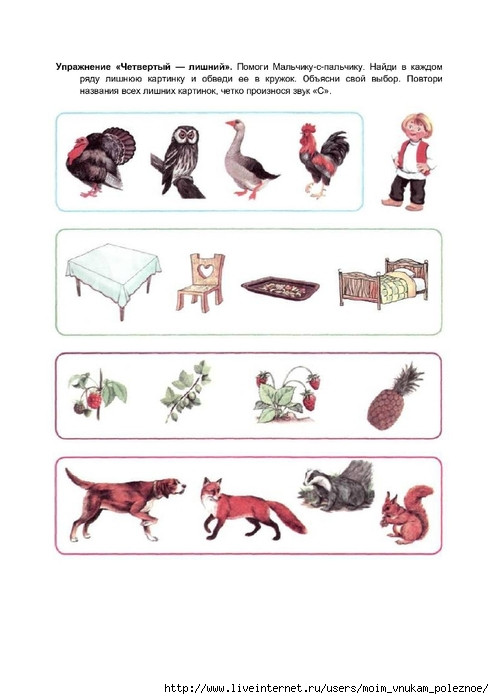 Упражнение «Четвертый — лишний». Помоги Мальчику-с-пальчику. Найди в каждом
ряду лишнюю картинку и обведи ее в кружок. Объясни свой выбор. Повтори
названия всех лишних картинок, четко произнося звук «С».
http://www.liveinternet.ru/users/moim_vnukam_poleznoe/